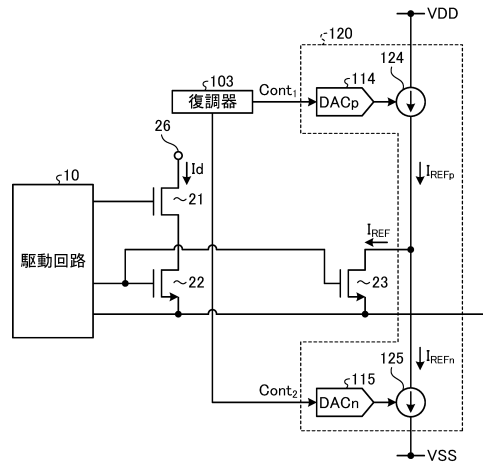 VDD
120
103
復調器
Cont1
114
DACp
124
26
Id
10
21
IREFp
駆動回路
IREF
22
23
IREFn
Cont2
115
DACn
125
VSS